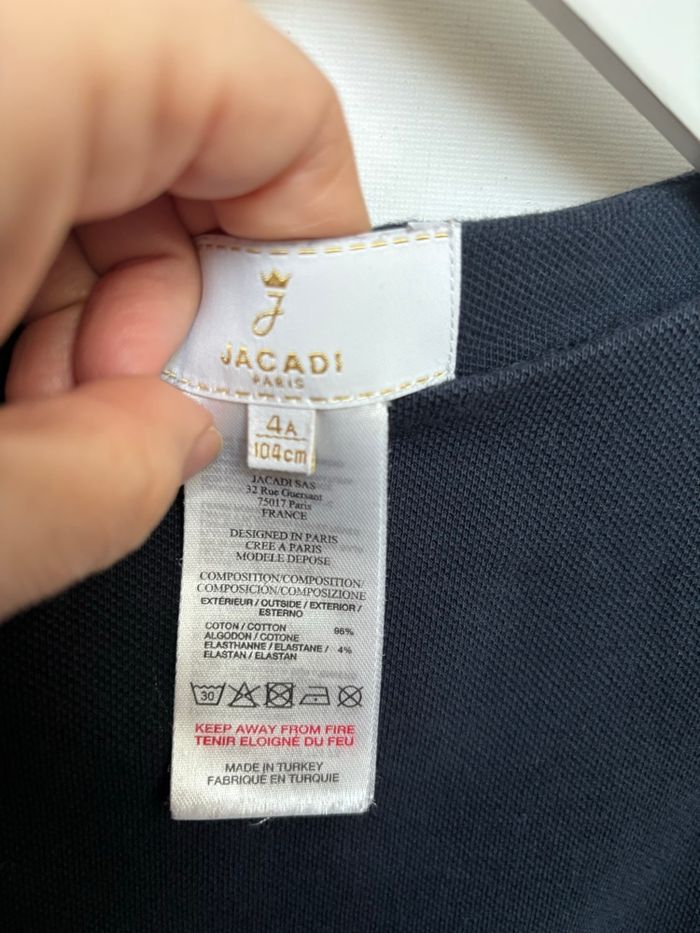 J
JACADI
PARIS
4A
104cm
JACADI SAS
32 Rue Guersant
75017 Paris
FRANCE
DESIGNED IN PARIS
CREE A PARIS
MODELE DEPOSE
COMPOSITION/COMPOSITION/
COMPOSICIÓN/COMPOSIZIONE
EXTÉRIEUR / OUTSIDE / EXTERIOR /
ESTERNO
COTON / COTTON 96%
ALGODON / COTONE
ELASTHANNE / ELASTANE / 4%
ELASTAN / ELASTAN
30
KEEP AWAY FROM FIRE
TENIR ELOIGNÉ DU FEU
MADE IN TURKEY
FABRIQUÉ EN TURQUIE